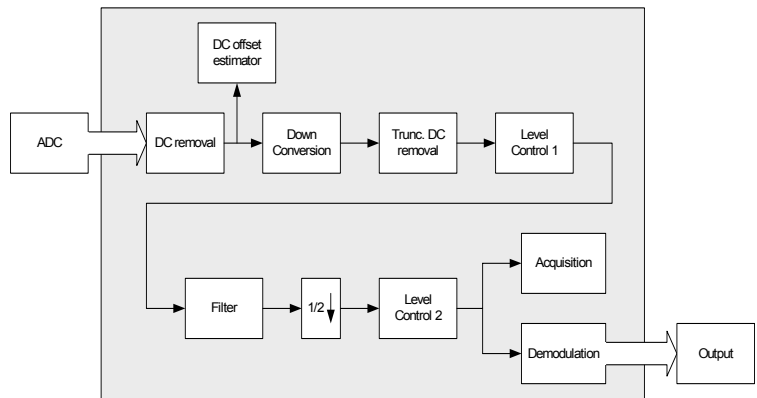 DC offset
estimator
ADC
DC removal
Down
Conversion
Trunc. DC
removal
Level
Control 1
Filter
1/2
Level
Control 2
Acquisition
Demodulation
Output